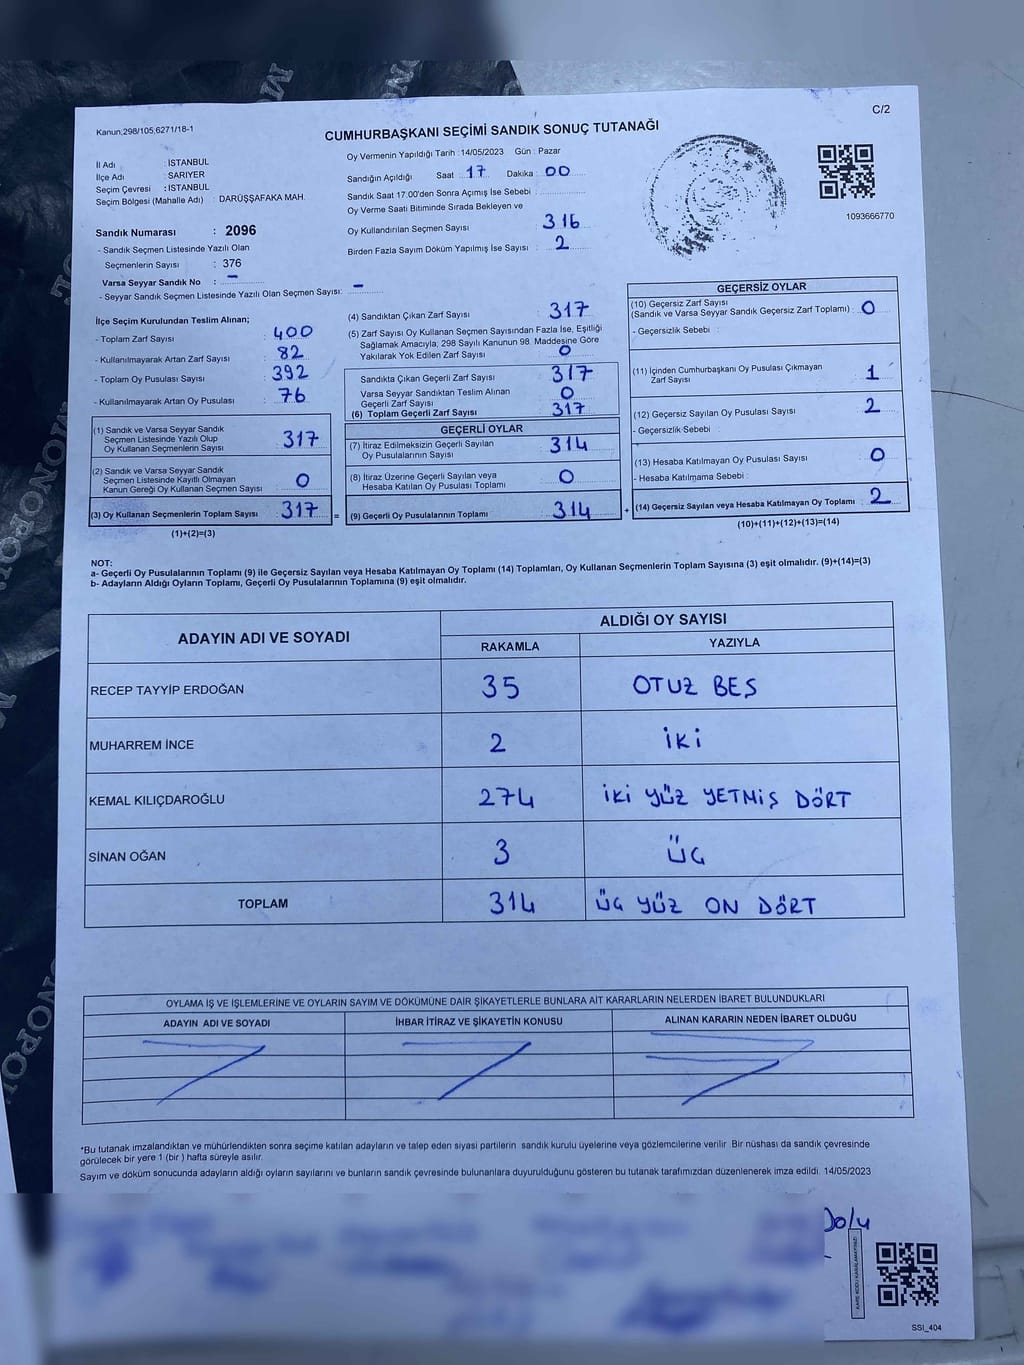 C/2
Kanun;298/105,6271/18-1
CUMHURBAŞKANI SEÇİMİ SANDIK SONUÇ TUTANAĞI
İl Adı : İSTANBUL
İlçe Adı : SARIYER
Seçim Çevresi : İSTANBUL
Seçim Bölgesi (Mahalle Adı) : DARÜŞŞAFAKA MAH.
Sandık Numarası : 2096
- Sandık Seçmen Listesinde Yazılı Olan
Seçmenlerin Sayısı : 376
Varsa Seyyar Sandık No : –
- Seyyar Sandık Seçmen Listesinde Yazılı Olan Seçmen Sayısı: –
Oy Vermenin Yapıldığı Tarih :14/05/2023 Gün : Pazar
Sandığın Açıldığı Saat : 17 Dakika : 00
Sandık Saat 17:00'den Sonra Açımış İse Sebebi :
Oy Verme Saati Bitiminde Sırada Bekleyen ve
Oy Kullandırılan Seçmen Sayısı : 316
Birden Fazla Sayım Döküm Yapılmış İse Sayısı : 2
1093666770
İlçe Seçim Kurulundan Teslim Alınan;
- Toplam Zarf Sayısı : 400
- Kullanılmayarak Artan Zarf Sayısı : 82
- Toplam Oy Pusulası Sayısı : 392
- Kullanılmayarak Artan Oy Pusulası : 76
(1) Sandık ve Varsa Seyyar Sandık
Seçmen Listesinde Yazılı Olup
Oy Kullanan Seçmenlerin Sayısı : 317
(2) Sandık ve Varsa Seyyar Sandık
Seçmen Listesinde Kayıtlı Olmayan
Kanun Gereği Oy Kullanan Seçmen Sayısı : 0
(3) Oy Kullanan Seçmenlerin Toplam Sayısı : 317 =
(1)+(2)=(3)
(4) Sandıktan Çıkan Zarf Sayısı : 317
(5) Zarf Sayısı Oy Kullanan Seçmen Sayısından Fazla İse, Eşitliği
Sağlamak Amacıyla; 298 Sayılı Kanunun 98. Maddesine Göre
Yakılarak Yok Edilen Zarf Sayısı : 0
Sandıkta Çıkan Geçerli Zarf Sayısı : 317
Varsa Seyyar Sandıktan Teslim Alınan
Geçerli Zarf Sayısı : 0
(6) Toplam Geçerli Zarf Sayısı : 317
GEÇERLİ OYLAR
(7) İtiraz Edilmeksizin Geçerli Sayılan
Oy Pusulalarının Sayısı : 314
(8) İtiraz Üzerine Geçerli Sayılan veya
Hesaba Katılan Oy Pusulası Toplamı : 0
(9) Geçerli Oy Pusulalarının Toplamı : 314 +
GEÇERSİZ OYLAR
(10) Geçersiz Zarf Sayısı
(Sandık ve Varsa Seyyar Sandık Geçersiz Zarf Toplamı) : 0
- Geçersizlik Sebebi :
(11) İçinden Cumhurbaşkanı Oy Pusulası Çıkmayan
Zarf Sayısı : 1
(12) Geçersiz Sayılan Oy Pusulası Sayısı : 2
- Geçersizlik Sebebi :
(13) Hesaba Katılmayan Oy Pusulası Sayısı : 0
- Hesaba Katılmama Sebebi :
(14) Geçersiz Sayılan veya Hesaba Katılmayan Oy Toplamı : 2
(10)+(11)+(12)+(13)=(14)
NOT:
a- Geçerli Oy Pusulalarının Toplamı (9) ile Geçersiz Sayılan veya Hesaba Katılmayan Oy Toplamı (14) Toplamları, Oy Kullanan Seçmenlerin Toplam Sayısına (3) eşit olmalıdır. (9)+(14)=(3)
b- Adayların Aldığı Oyların Toplamı, Geçerli Oy Pusulalarının Toplamına (9) eşit olmalıdır.
ADAYIN ADI VE SOYADI ALDIĞI OY SAYISI
RAKAMLA YAZIYLA
RECEP TAYYİP ERDOĞAN 35 OTUZ BEŞ
MUHARREM İNCE 2 İKİ
KEMAL KILIÇDAROĞLU 274 İKİ YÜZ YETMİŞ DÖRT
SİNAN OĞAN 3 ÜÇ
TOPLAM 314 ÜÇ YÜZ ON DÖRT
OYLAMA İŞ VE İŞLEMLERİNE VE OYLARIN SAYIM VE DÖKÜMÜNE DAİR ŞİKAYETLERLE BUNLARA AİT KARARLARIN NELERDEN İBARET BULUNDUKLARI
ADAYIN ADI VE SOYADI İHBAR İTİRAZ VE ŞİKAYETİN KONUSU ALINAN KARARIN NEDEN İBARET OLDUĞU
*Bu tutanak imzalandıktan ve mühürlendikten sonra seçime katılan adayların ve talep eden siyasi partilerin sandık kurulu üyelerine veya gözlemcilerine verilir. Bir nüshası da sandık çevresinde
görülecek bir yere 1 (bir ) hafta süreyle asılır.
Sayım ve döküm sonucunda adayların aldığı oyların sayılarını ve bunların sandık çevresinde bulunanlara duyurulduğunu gösteren bu tutanak tarafımızdan düzenlenerek imza edildi. 14/05/2023
Dolu
KARE KODU KARALAMAYINIZ!
SSI_404